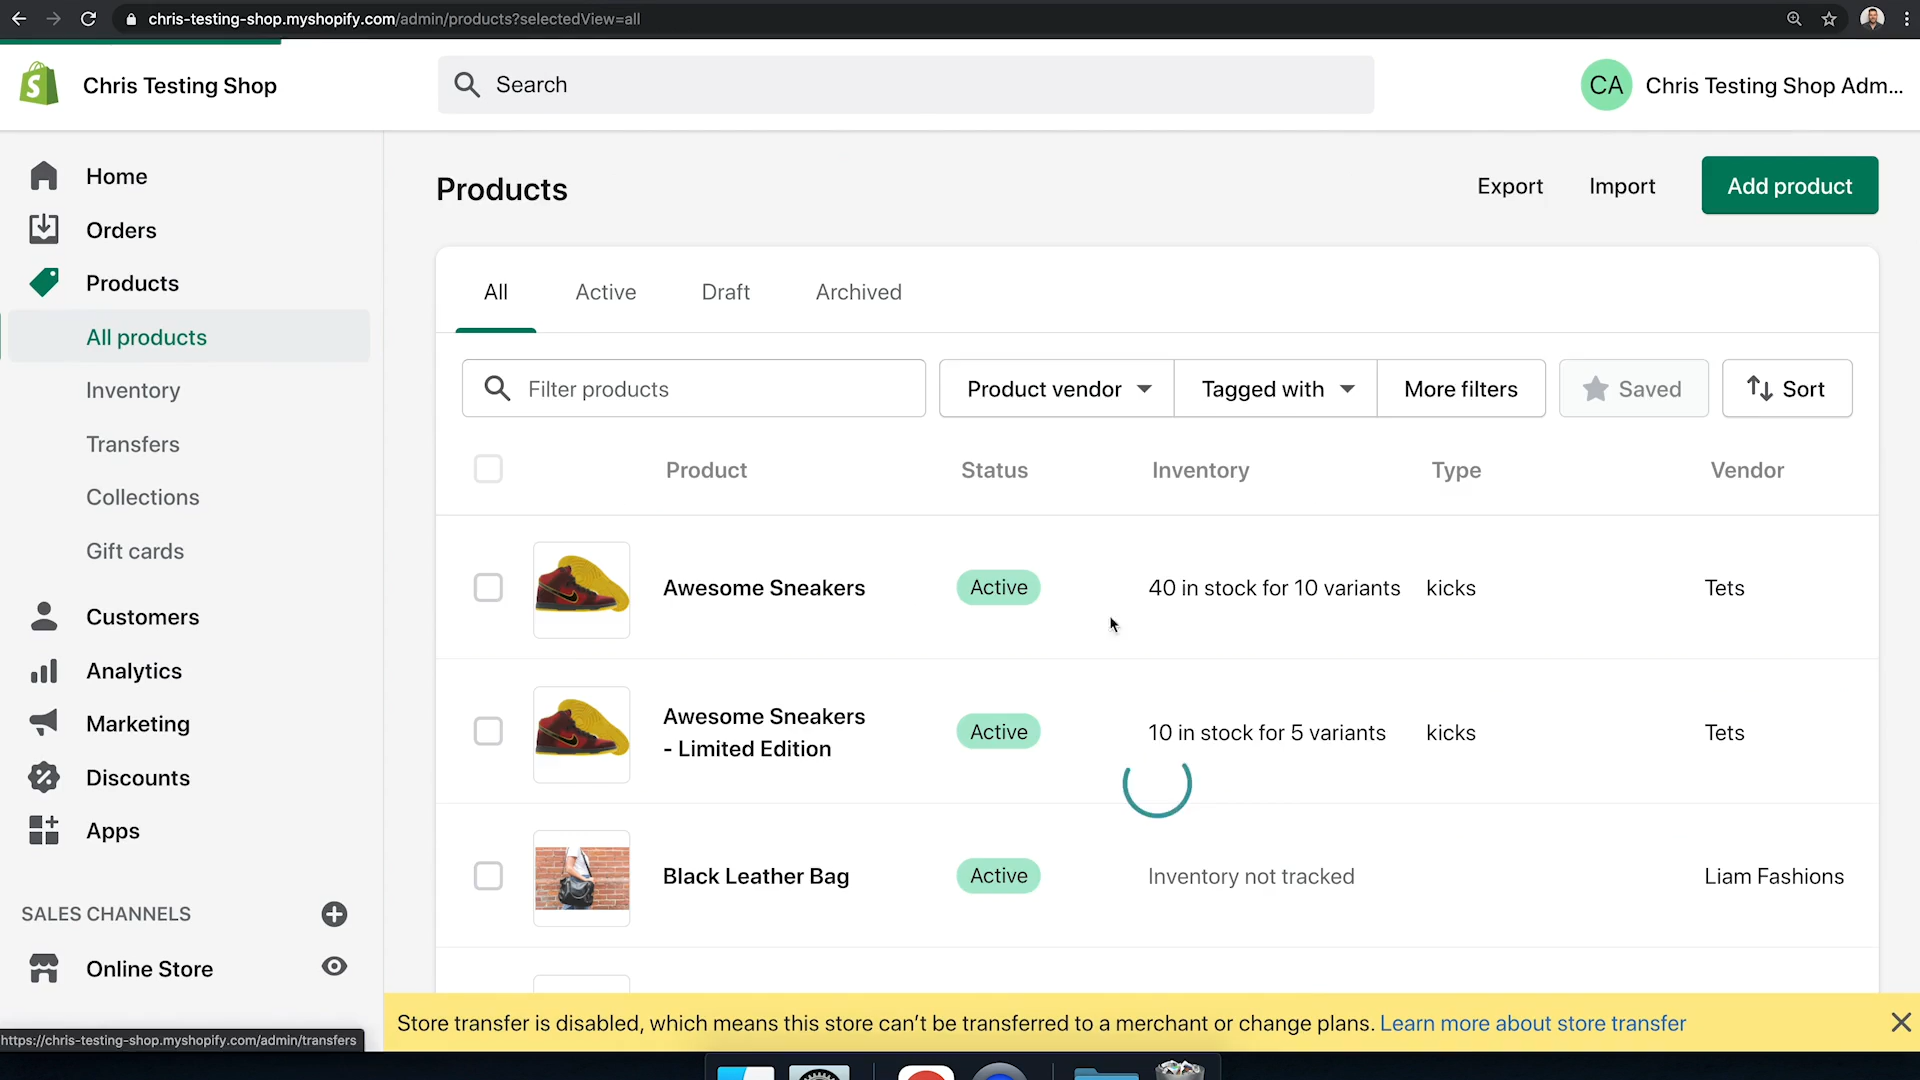 chris-testing-shop.myshopify.com/admin/products?selectedView=all
Chris Testing Shop
Search
CA
Chris Testing Shop Adm...
Home
Orders
Products
All products
Inventory
Transfers
Collections
Gift cards
Customers
Analytics
Marketing
Discounts
Apps
SALES CHANNELS
Online Store
https://chris-testing-shop.myshopify.com/admin/transfers
Products
Export
Import
Add product
All
Active
Draft
Archived
Filter products
Product vendor
Tagged with
More filters
Saved
Sort
Product Status Inventory Type Vendor
Awesome Sneakers Active 40 in stock for 10 variants kicks Tets
Awesome Sneakers
- Limited Edition
Active 10 in stock for 5 variants kicks Tets
Black Leather Bag Active Inventory not tracked Liam Fashions
Store transfer is disabled, which means this store can't be transferred to a merchant or change plans. Learn more about store transfer